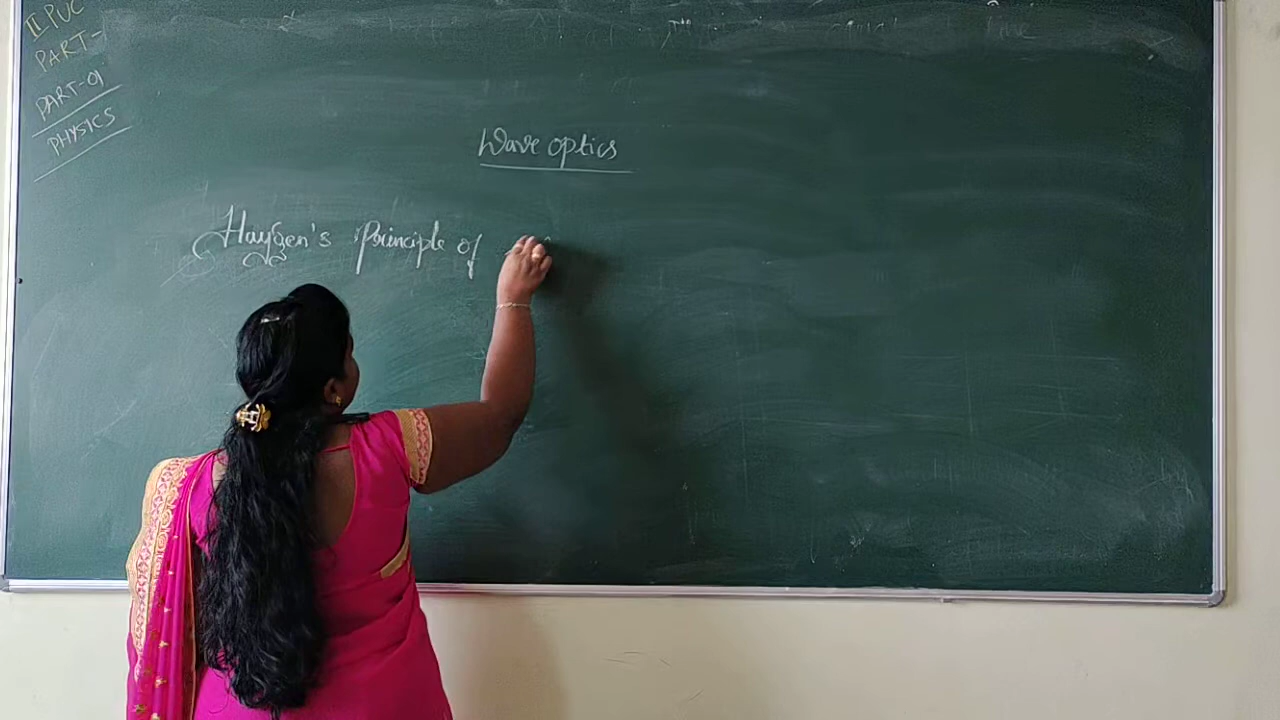 II PUC
PART-
PART-01
PHYSICS
Wave optics
Haygen's Principle of